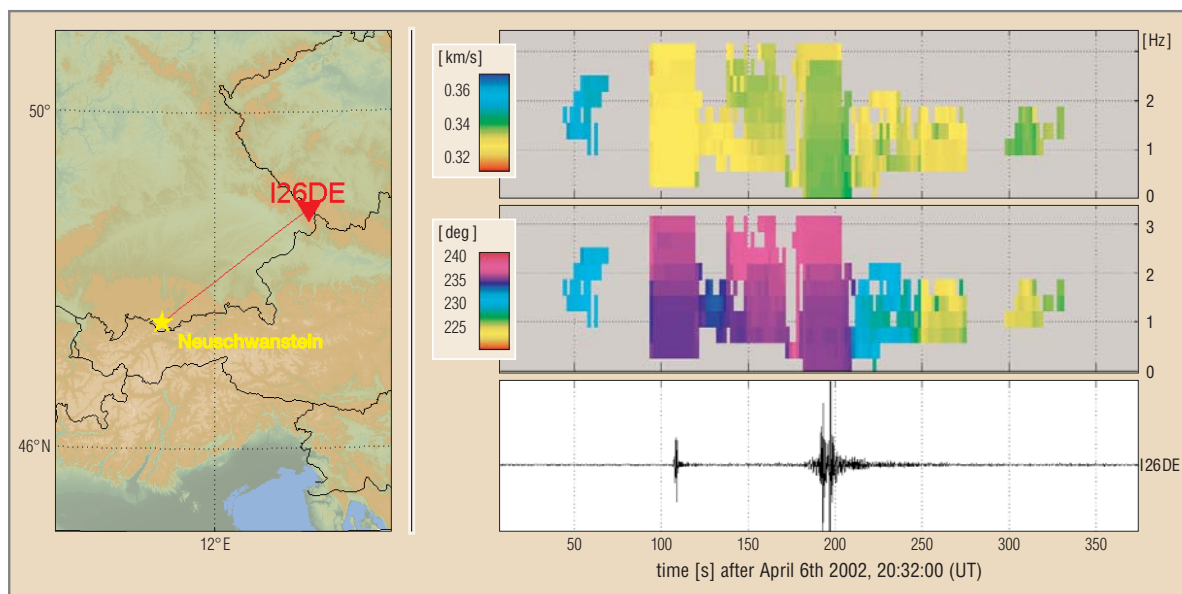 50°
46°N
12°E
I26DE
Neuschwanstein
[km/s]
0.36
0.34
0.32
[Hz]
2
1
0
[deg]
240
235
230
225
3
2
1
0
I26DE
50 100 150 200 250 300 350
time [s] after April 6th 2002, 20:32:00 (UT)